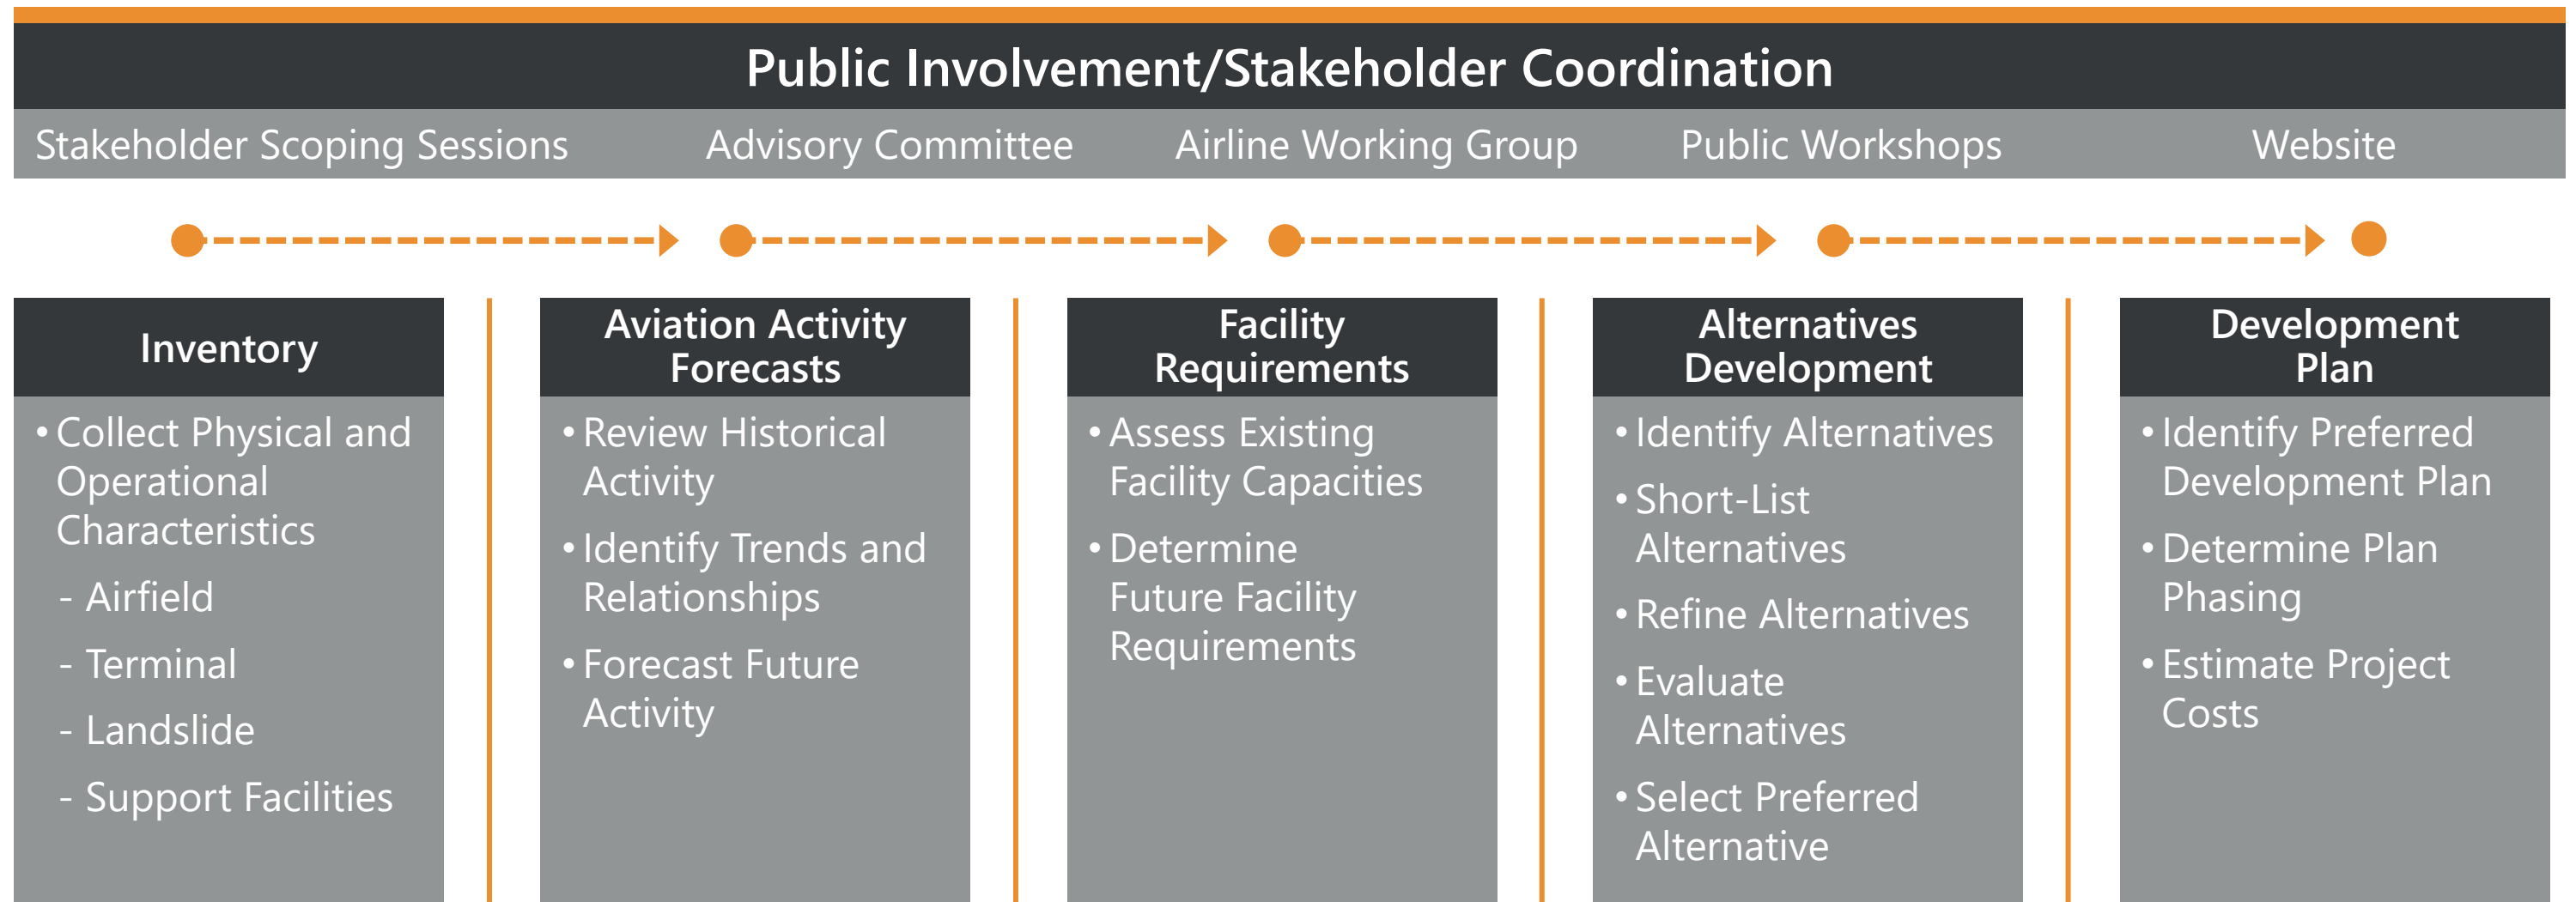 Public Involvement/Stakeholder Coordination
Stakeholder Scoping Sessions Advisory Committee Airline Working Group Public Workshops Website
Inventory
• Collect Physical and
Operational
Characteristics
- Airfield
- Terminal
- Landslide
- Support Facilities
Aviation Activity
Forecasts
• Review Historical
Activity
• Identify Trends and
Relationships
• Forecast Future
Activity
Facility
Requirements
• Assess Existing
Facility Capacities
• Determine
Future Facility
Requirements
Alternatives
Development
• Identify Alternatives
• Short-List
Alternatives
• Refine Alternatives
• Evaluate
Alternatives
• Select Preferred
Alternative
Development
Plan
• Identify Preferred
Development Plan
• Determine Plan
Phasing
• Estimate Project
Costs